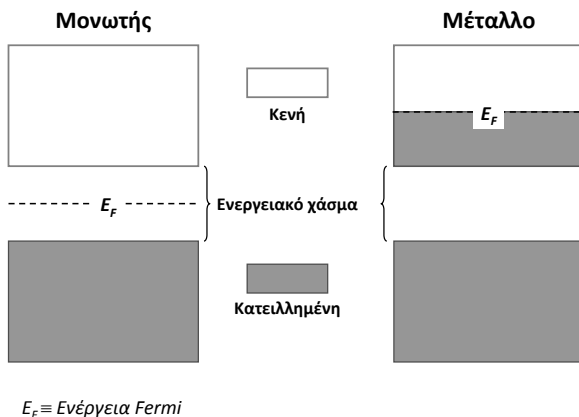 Μονωτής
Μέταλλο
Κενή
E_F
E_F
Ενεργειακό χάσμα
Κατειλλημένη
E_F ≡ Ενέργεια Fermi